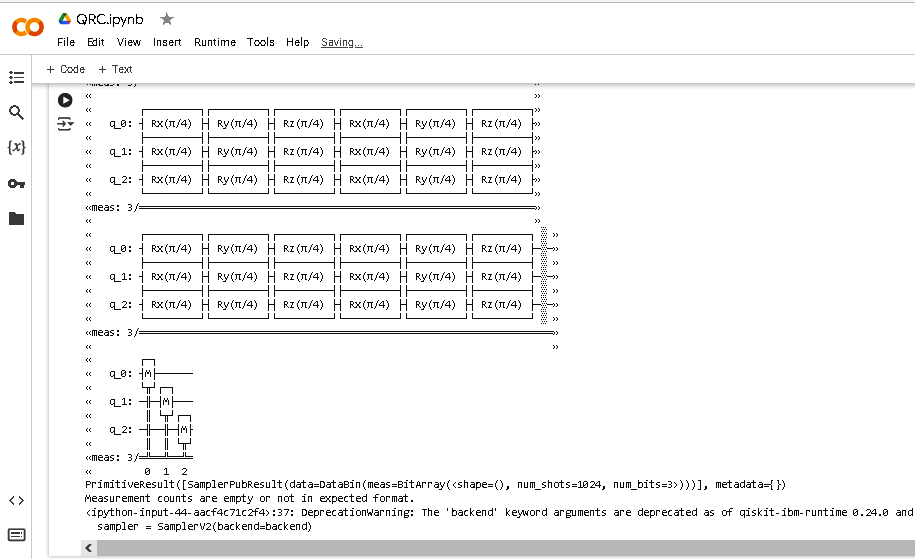 QRC.ipynb
File Edit View Insert Runtime Tools Help Saving...
+ Code + Text
«meas: 3/
« »
« »
« q_0: Rx(π/4) Ry(π/4) Rz(π/4) Rx(π/4) Ry(π/4) Rz(π/4) »
« »
« q_1: Rx(π/4) Ry(π/4) Rz(π/4) Rx(π/4) Ry(π/4) Rz(π/4) »
« »
« q_2: Rx(π/4) Ry(π/4) Rz(π/4) Rx(π/4) Ry(π/4) Rz(π/4) »
« »
«meas: 3/ »
« »
« »
« q_0: Rx(π/4) Ry(π/4) Rz(π/4) Rx(π/4) Ry(π/4) Rz(π/4) ░ »
« ░ »
« q_1: Rx(π/4) Ry(π/4) Rz(π/4) Rx(π/4) Ry(π/4) Rz(π/4) ░ »
« ░ »
« q_2: Rx(π/4) Ry(π/4) Rz(π/4) Rx(π/4) Ry(π/4) Rz(π/4) ░ »
« ░ »
«meas: 3/ »
« »
«
« q_0: M
«
« q_1: M
«
« q_2: M
«
«meas: 3/
« 0 1 2
PrimitiveResult([SamplerPubResult(data=DataBin(meas=BitArray(<shape=(), num_shots=1024, num_bits=3>)))], metadata={})
Measurement counts are empty or not in expected format.
<ipython-input-44-aacf4c71c2f4>:37: DeprecationWarning: The 'backend' keyword arguments are deprecated as of qiskit-ibm-runtime 0.24.0 and
sampler = SamplerV2(backend=backend)